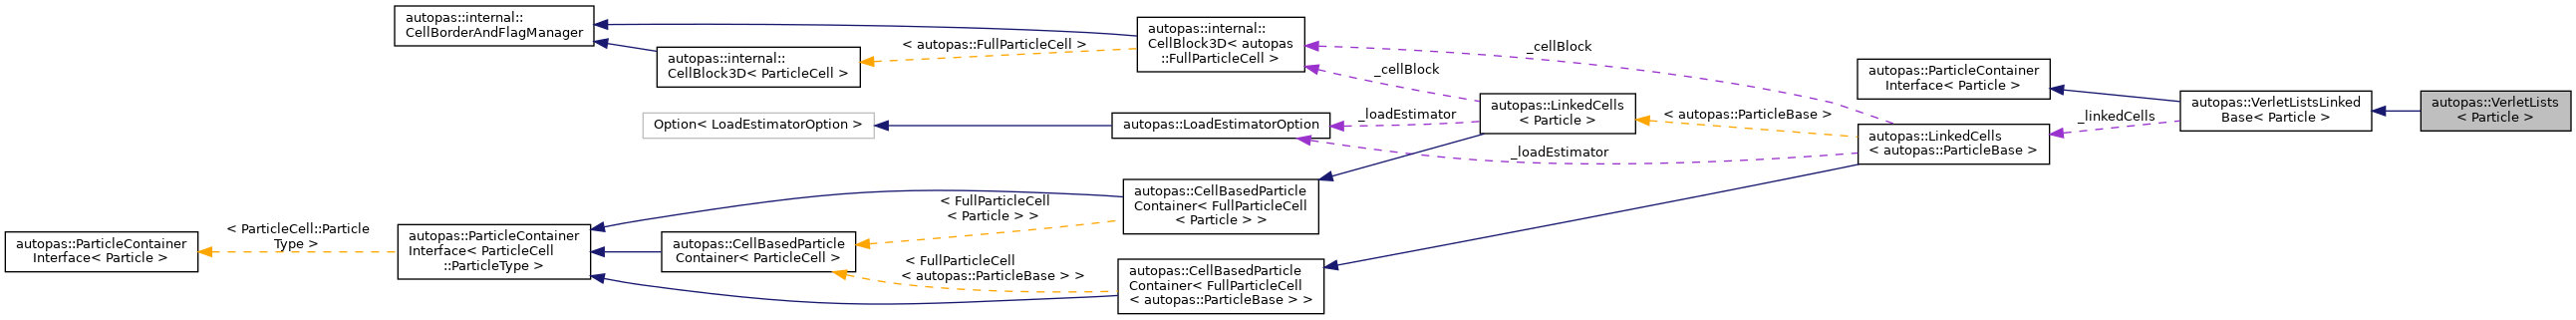 autopas::internal::
CellBorderAndFlagManager
autopas::internal::
CellBlock3D< ParticleCell >
< autopas::FullParticleCell >
autopas::internal::
CellBlock3D< autopas
::FullParticleCell >
_cellBlock
_cellBlock
Option< LoadEstimatorOption >
autopas::LoadEstimatorOption
_loadEstimator
_loadEstimator
autopas::LinkedCells
< Particle >
< autopas::ParticleBase >
autopas::ParticleContainer
Interface< Particle >
autopas::LinkedCells
< autopas::ParticleBase >
_linkedCells
autopas::VerletListsLinked
Base< Particle >
autopas::VerletLists
< Particle >
autopas::ParticleContainer
Interface< Particle >
< ParticleCell::Particle
Type >
autopas::ParticleContainer
Interface< ParticleCell
::ParticleType >
autopas::CellBasedParticle
Container< ParticleCell >
< FullParticleCell
< Particle > >
< FullParticleCell
< autopas::ParticleBase > >
autopas::CellBasedParticle
Container< FullParticleCell
< Particle > >
autopas::CellBasedParticle
Container< FullParticleCell
< autopas::ParticleBase > >